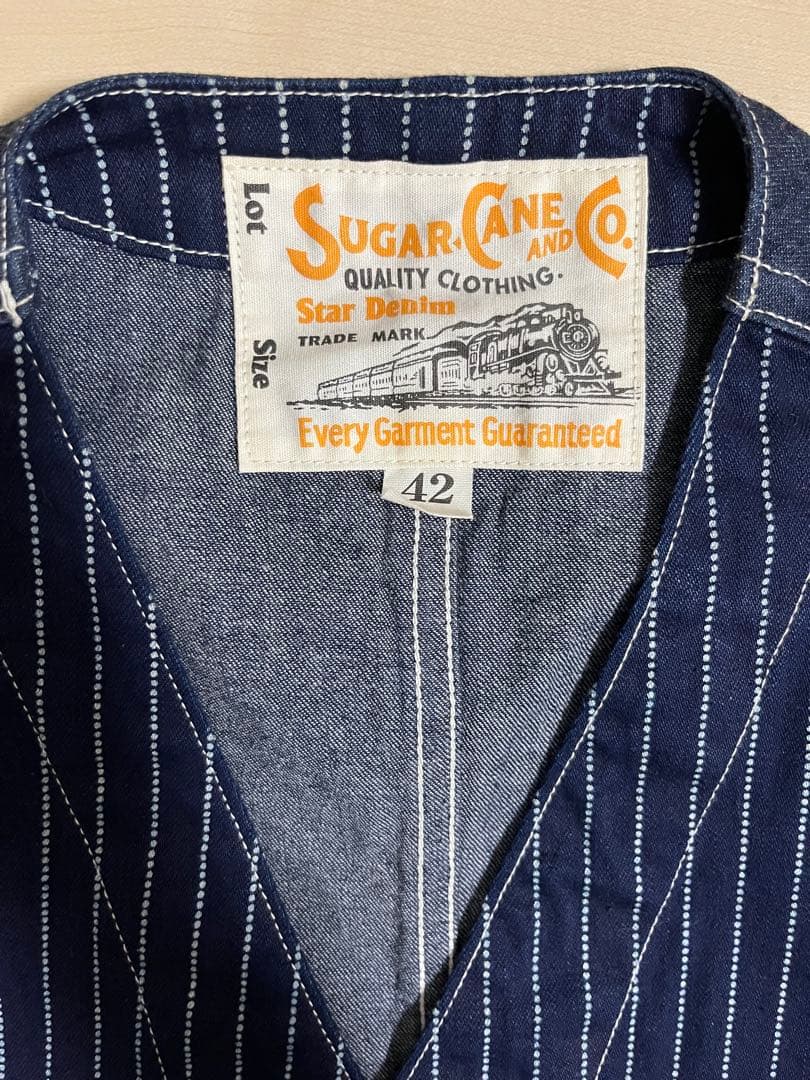 Lot
SUGAR CANE AND CO.
QUALITY CLOTHING.
Star Denim
TRADE MARK
Size
Every Garment Guaranteed
42